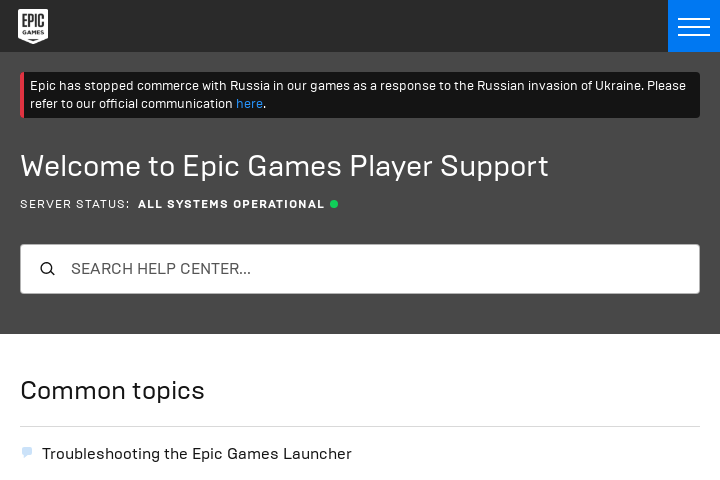 EPIC
GAMES
Epic has stopped commerce with Russia in our games as a response to the Russian invasion of Ukraine. Please
refer to our official communication here.
Welcome to Epic Games Player Support
SERVER STATUS: ALL SYSTEMS OPERATIONAL
SEARCH HELP CENTER...
Common topics
Troubleshooting the Epic Games Launcher